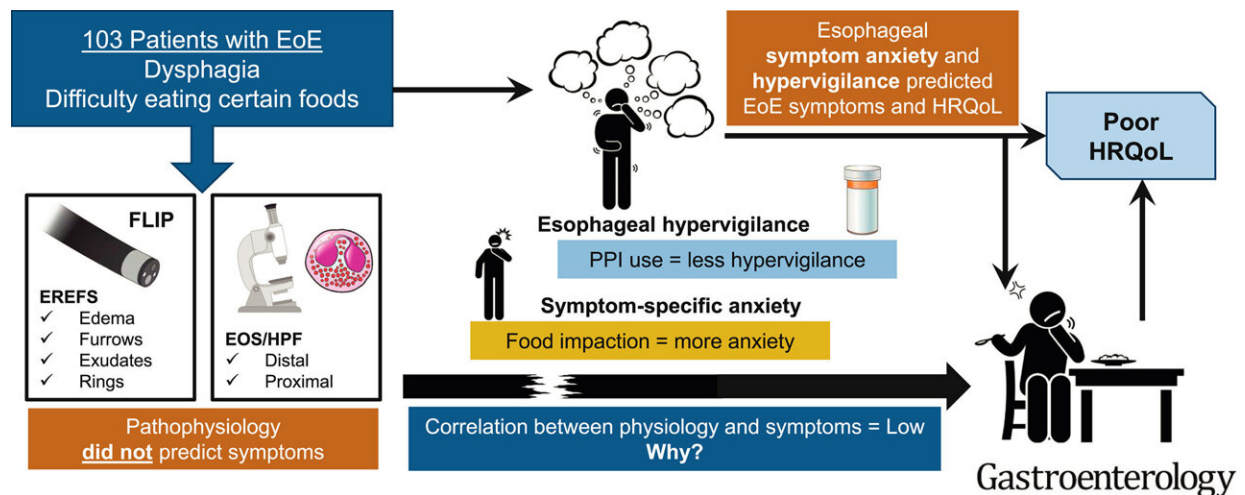 103 Patients with EoE
Dysphagia
Difficulty eating certain foods
FLIP
EREFS
✓ Edema
✓ Furrows
✓ Exudates
✓ Rings
EOS/HPF
✓ Distal
✓ Proximal
Pathophysiology
did not predict symptoms
Esophageal hypervigilance
PPI use = less hypervigilance
Symptom-specific anxiety
Food impaction = more anxiety
Correlation between physiology and symptoms = Low
Why?
Esophageal
symptom anxiety and
hypervigilance predicted
EoE symptoms and HRQoL
Poor
HRQoL
Gastroenterology